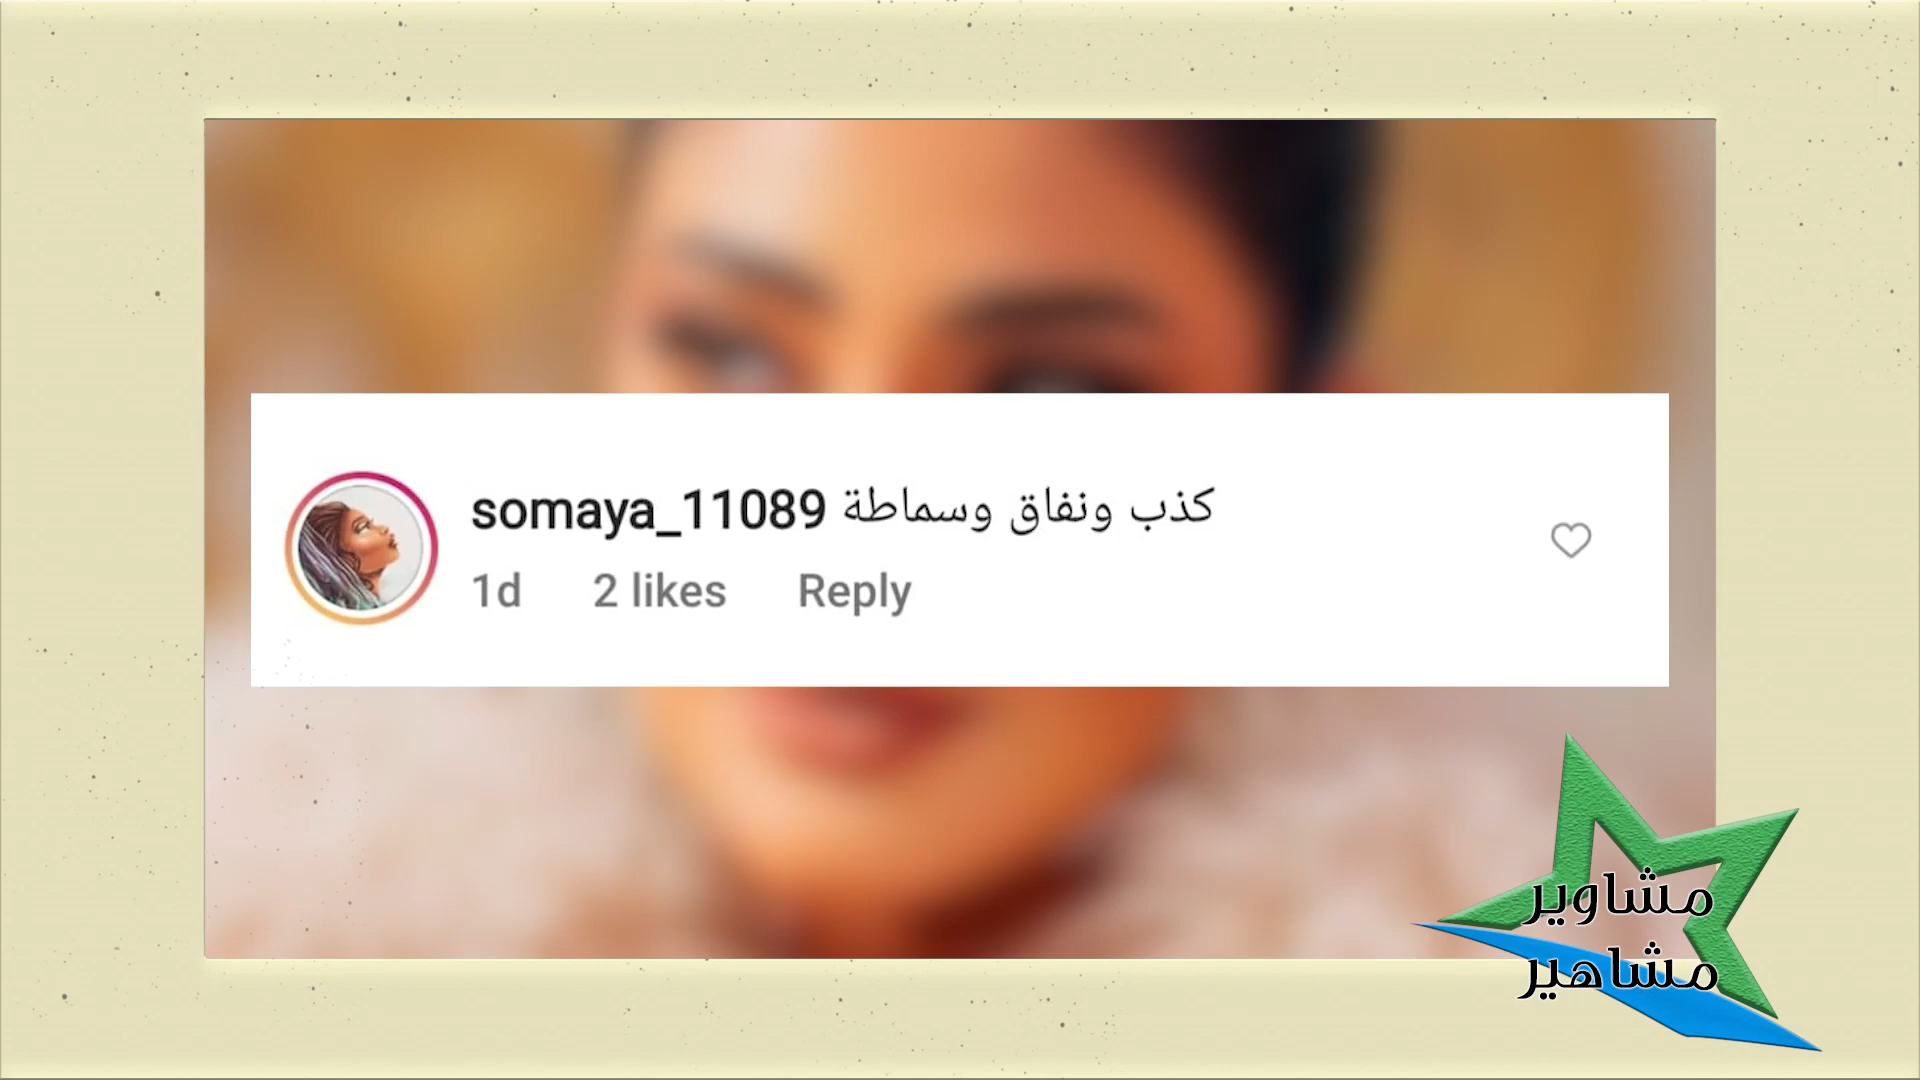 somaya_11089 كذب ونفاق وسماطة
1d 2 likes Reply
مشاوير
مشاهير